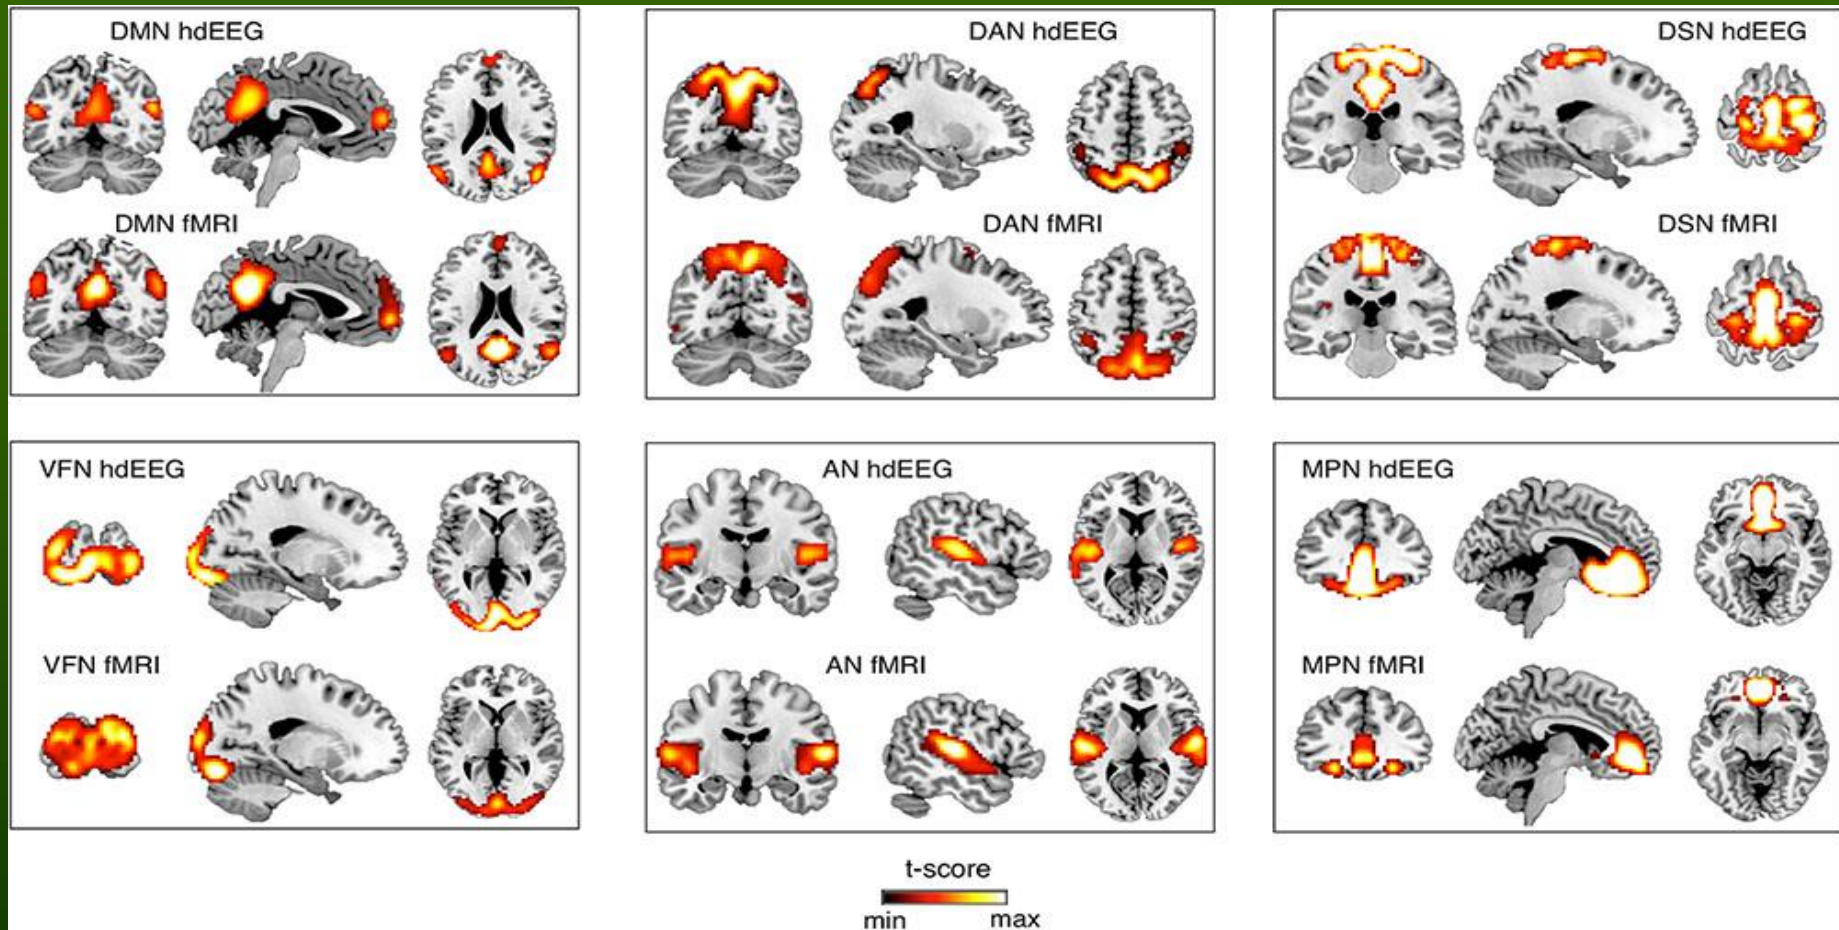 DMN hdEEG
DMN fMRI
DAN hdEEG
DAN fMRI
DSN hdEEG
DSN fMRI
VFN hdEEG
VFN fMRI
AN hdEEG
AN fMRI
MPN hdEEG
MPN fMRI
t-score
min max